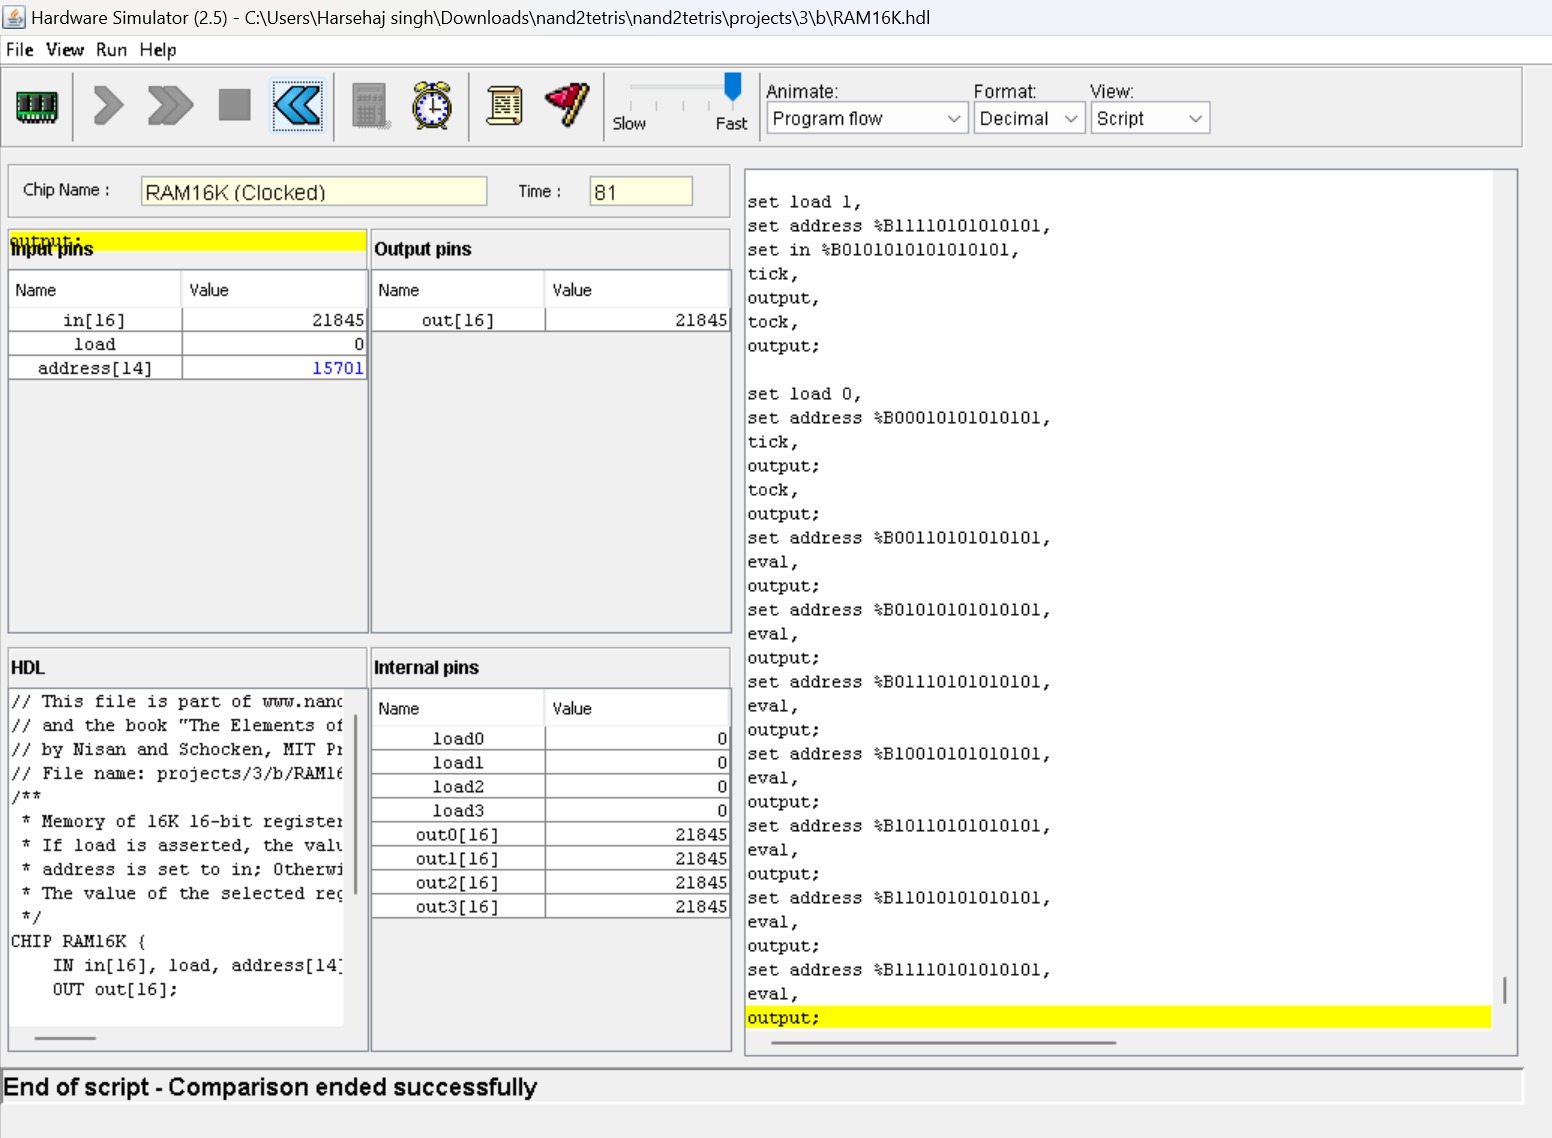 Hardware Simulator (2.5) - C:\Users\Harsehaj singh\Downloads\nand2tetris\nand2tetris\projects\3\b\RAM16K.hdl
File View Run Help
Slow Fast
Animate:
Program flow
Format:
Decimal
View:
Script
Chip Name :
RAM16K (Clocked)
Time :
81
output;
Input pins
Name Value
in[16] 21845
load 0
address[14] 15701
Output pins
Name Value
out[16] 21845
HDL
// This file is part of www.nand
// and the book "The Elements of
// by Nisan and Schocken, MIT Pr
// File name: projects/3/b/RAM16
/**
* Memory of 16K 16-bit register
* If load is asserted, the valu
* address is set to in; Otherwi
* The value of the selected reg
*/
CHIP RAM16K {
IN in[16], load, address[14]
OUT out[16];
Internal pins
Name Value
load0 0
load1 0
load2 0
load3 0
out0[16] 21845
out1[16] 21845
out2[16] 21845
out3[16] 21845
set load 1,
set address %B11110101010101,
set in %B0101010101010101,
tick,
output,
tock,
output;
set load 0,
set address %B00010101010101,
tick,
output;
tock,
output;
set address %B00110101010101,
eval,
output;
set address %B01010101010101,
eval,
output;
set address %B01110101010101,
eval,
output;
set address %B10010101010101,
eval,
output;
set address %B10110101010101,
eval,
output;
set address %B11010101010101,
eval,
output;
set address %B11110101010101,
eval,
output;
End of script - Comparison ended successfully